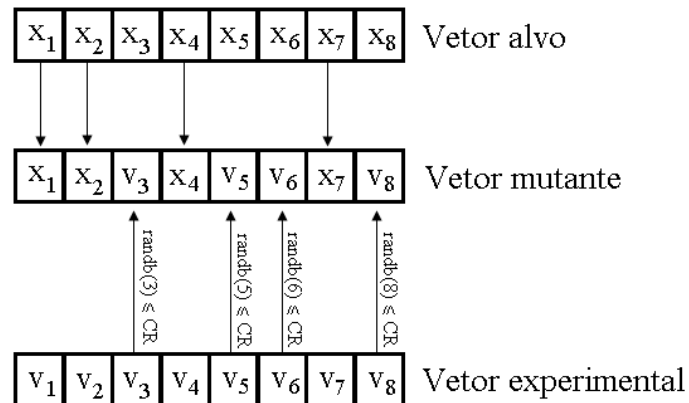 x1 x2 x3 x4 x5 x6 x7 x8 Vetor alvo
x1 x2 v3 x4 v5 v6 x7 v8 Vetor mutante
randb(3) ≤ CR
randb(5) ≤ CR
randb(6) ≤ CR
randb(8) ≤ CR
v1 v2 v3 v4 v5 v6 v7 v8 Vetor experimental